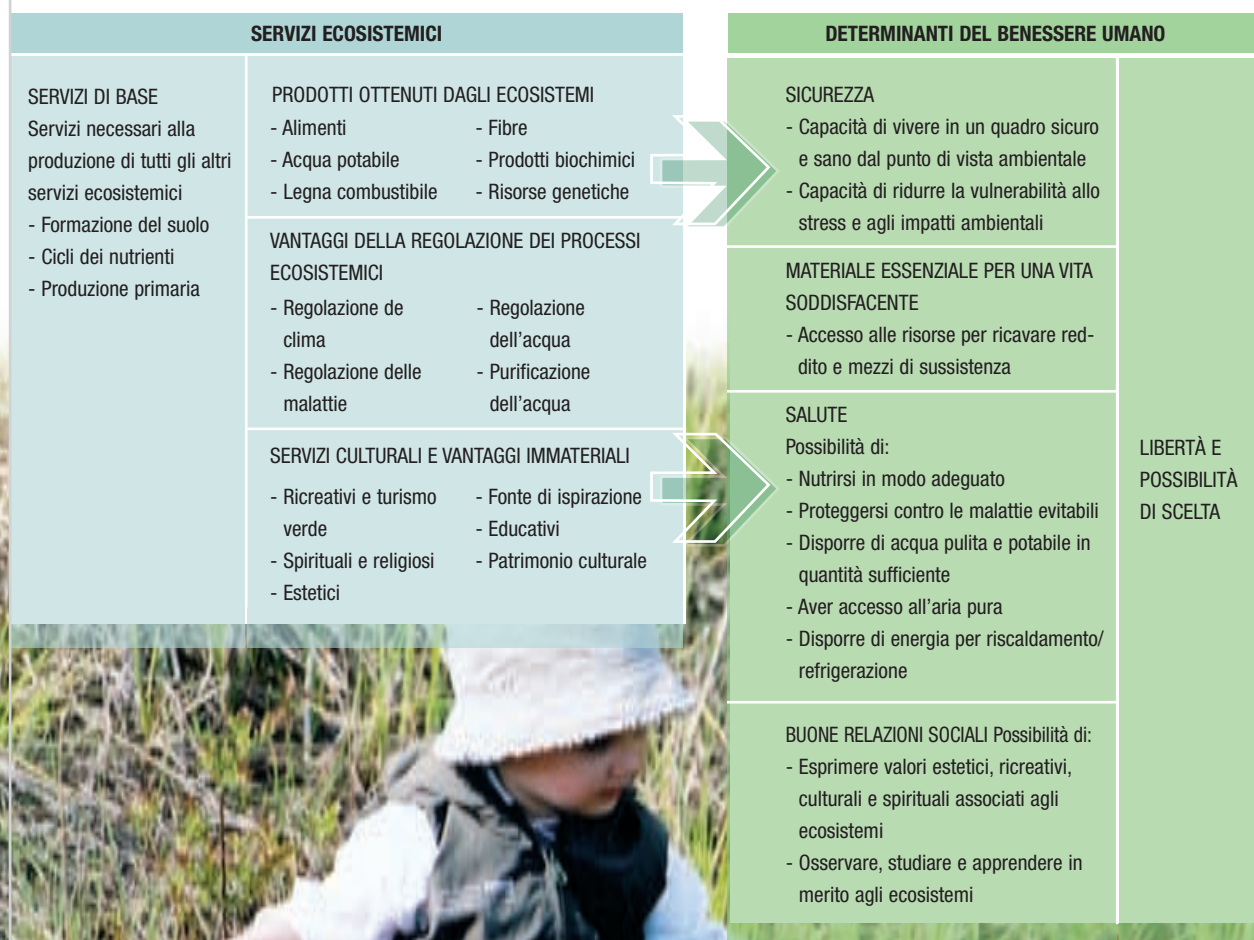 SERVIZI ECOSISTEMICI
SERVIZI DI BASE
Servizi necessari alla
produzione di tutti gli altri
servizi ecosistemici
- Formazione del suolo
- Cicli dei nutrienti
- Produzione primaria
PRODOTTI OTTENUTI DAGLI ECOSISTEMI
- Alimenti
- Acqua potabile
- Legna combustibile
- Fibre
- Prodotti biochimici
- Risorse genetiche
VANTAGGI DELLA REGOLAZIONE DEI PROCESSI
ECOSISTEMICI
- Regolazione de
clima
- Regolazione delle
malattie
- Regolazione
dell'acqua
- Purificazione
dell'acqua
SERVIZI CULTURALI E VANTAGGI IMMATERIALI
- Ricreativi e turismo
verde
- Spirituali e religiosi
- Estetici
- Fonte di ispirazione
- Educativi
- Patrimonio culturale
DETERMINANTI DEL BENESSERE UMANO
SICUREZZA
- Capacità di vivere in un quadro sicuro
e sano dal punto di vista ambientale
- Capacità di ridurre la vulnerabilità allo
stress e agli impatti ambientali
MATERIALE ESSENZIALE PER UNA VITA
SODDISFACENTE
- Accesso alle risorse per ricavare red-
dito e mezzi di sussistenza
SALUTE
Possibilità di:
- Nutrirsi in modo adeguato
- Proteggersi contro le malattie evitabili
- Disporre di acqua pulita e potabile in
quantità sufficiente
- Aver accesso all'aria pura
- Disporre di energia per riscaldamento/
refrigerazione
BUONE RELAZIONI SOCIALI Possibilità di:
- Esprimere valori estetici, ricreativi,
culturali e spirituali associati agli
ecosistemi
- Osservare, studiare e apprendere in
merito agli ecosistemi
LIBERTÀ E
POSSIBILITÀ
DI SCELTA